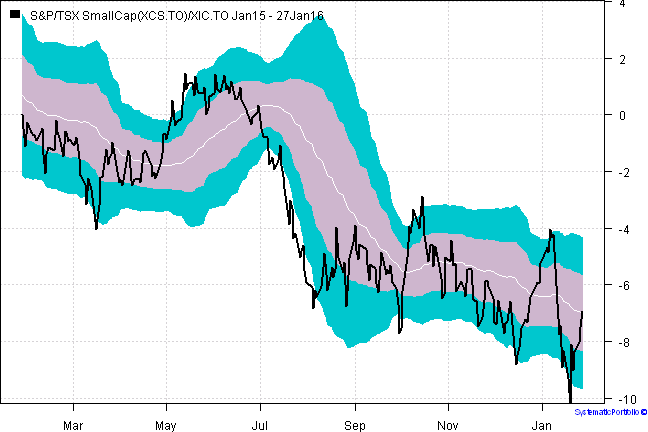 S&P/TSX SmallCap(XCS.TO)/XIC.TO Jan15 - 27Jan16
4
2
0
-2
-4
-6
-8
-10
SystematicPortfolio ©
Mar May Jul Sep Nov Jan